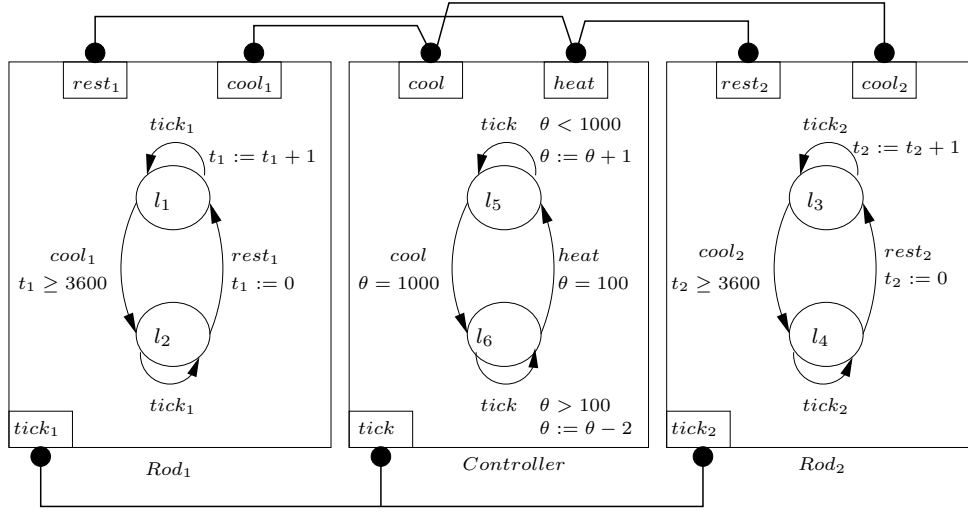 rest₁ cool₁ cool heat rest₂ cool₂
tick₁ tick θ < 1000 tick₂
t₁ := t₁ + 1 θ := θ + 1 t₂ := t₂ + 1
l₁ l₅ l₃
cool₁ rest₁ cool heat cool₂ rest₂
t₁ ≥ 3600 t₁ := 0 θ = 1000 θ = 100 t₂ ≥ 3600 t₂ := 0
l₂ l₆ l₄
tick₁ tick θ > 100 tick₂
θ := θ − 2
tick₁ tick tick₂
Rod₁ Controller Rod₂